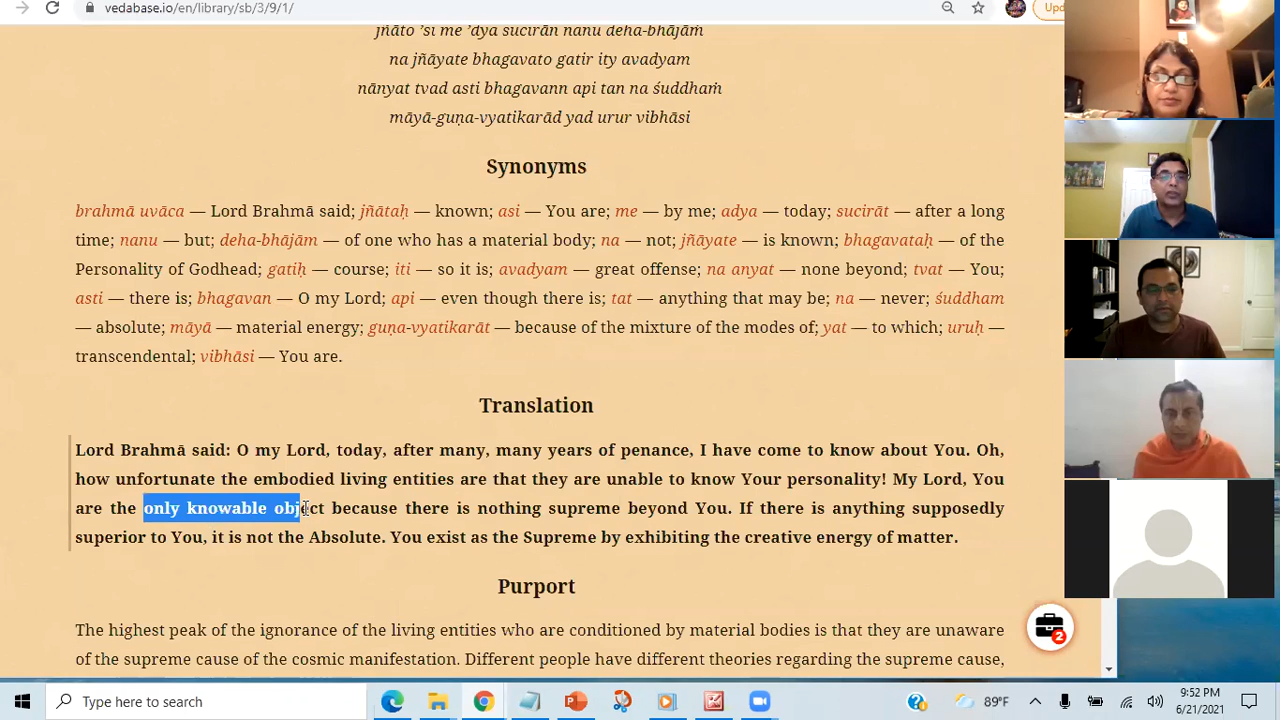 vedabase.io/en/library/sb/3/9/1/
jñāto 'si me 'dya sucirān nanu deha-bhājāṁ
na jñāyate bhagavato gatir ity avadyam
nānyat tvad asti bhagavann api tan na śuddhaṁ
māyā-guṇa-vyatikarād yad urur vibhāsi
Synonyms
brahmā uvāca — Lord Brahmā said; jñātaḥ — known; asi — You are; me — by me; adya — today; sucirāt — after a long
time; nanu — but; deha-bhājām — of one who has a material body; na — not; jñāyate — is known; bhagavataḥ — of the
Personality of Godhead; gatiḥ — course; iti — so it is; avadyam — great offense; na anyat — none beyond; tvat — You;
asti — there is; bhagavan — O my Lord; api — even though there is; tat — anything that may be; na — never; śuddham
— absolute; māyā — material energy; guṇa-vyatikarāt — because of the mixture of the modes of; yat — to which; uruḥ —
transcendental; vibhāsi — You are.
Translation
Lord Brahmā said: O my Lord, today, after many, many years of penance, I have come to know about You. Oh,
how unfortunate the embodied living entities are that they are unable to know Your personality! My Lord, You
are the only knowable object because there is nothing supreme beyond You. If there is anything supposedly
superior to You, it is not the Absolute. You exist as the Supreme by exhibiting the creative energy of matter.
Purport
The highest peak of the ignorance of the living entities who are conditioned by material bodies is that they are unaware
of the supreme cause of the cosmic manifestation. Different people have different theories regarding the supreme cause,
2
Type here to search
89°F
9:52 PM
6/21/2021